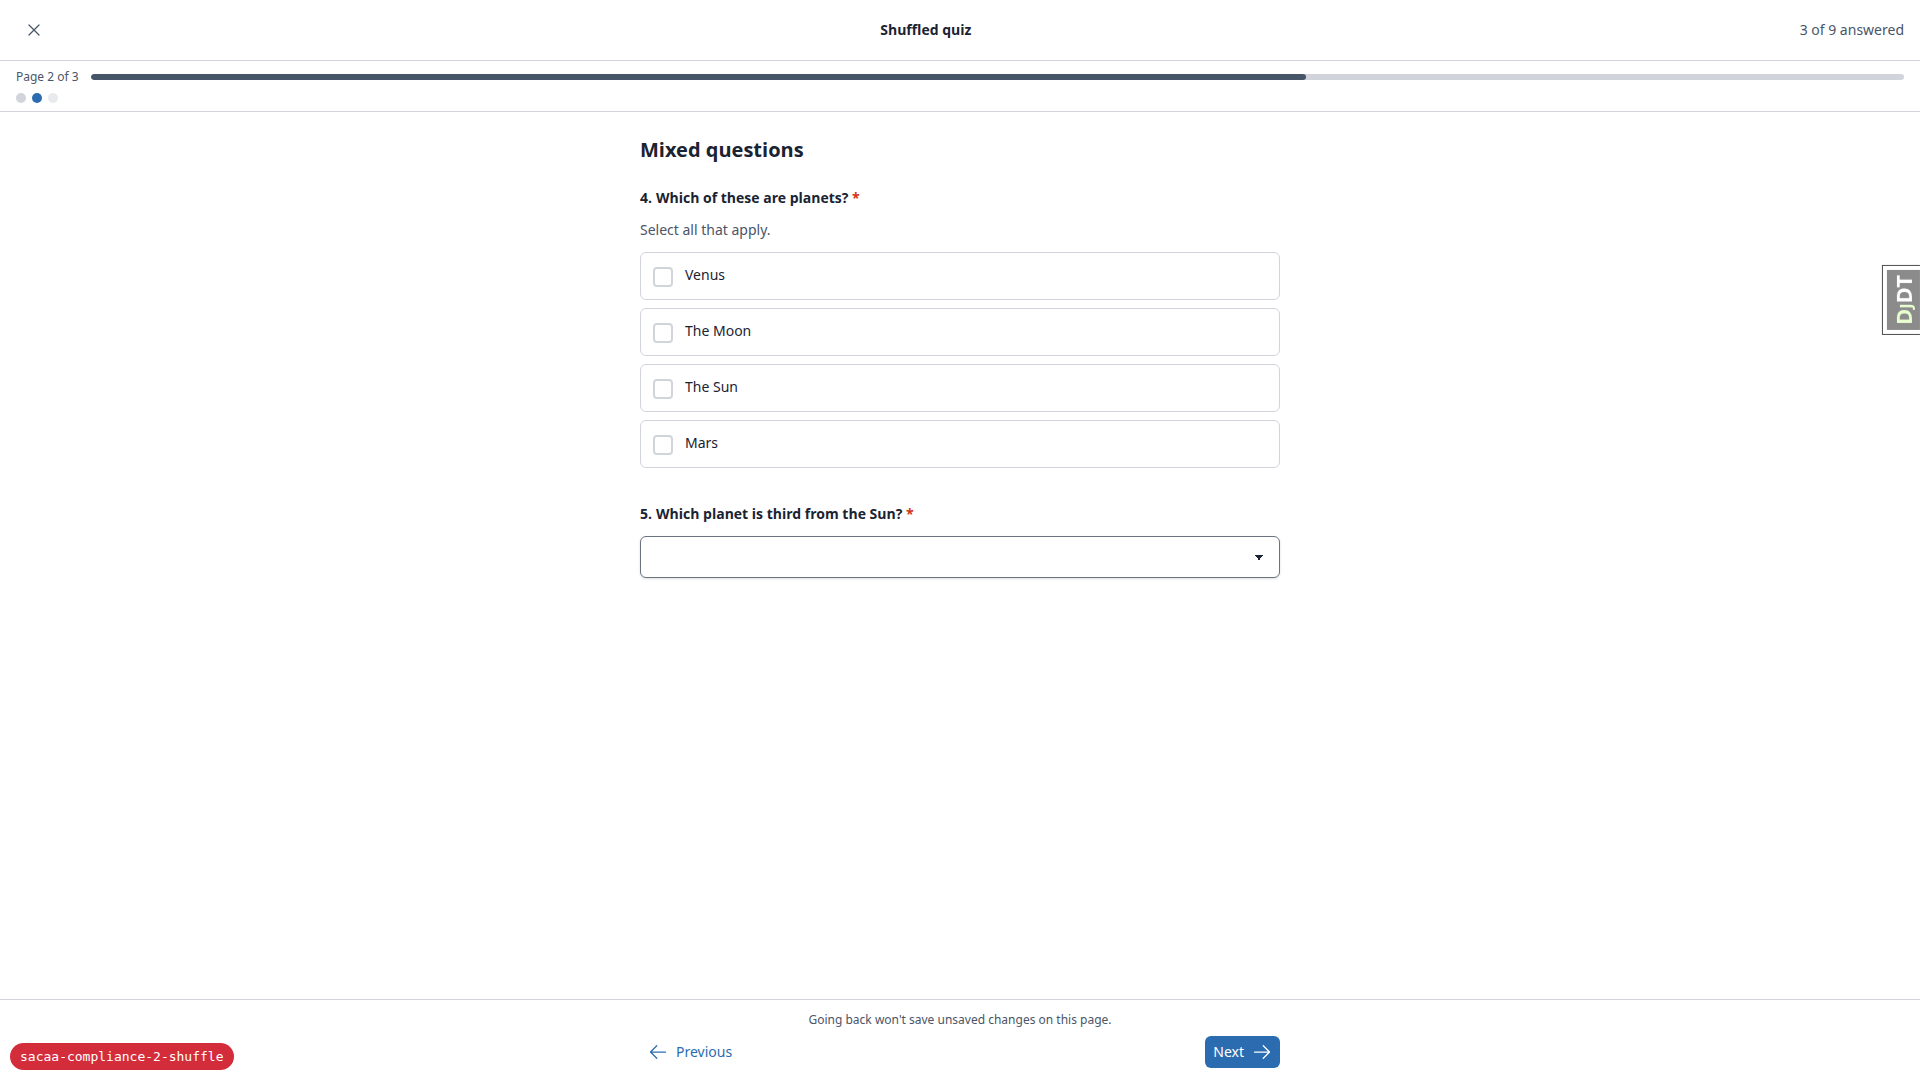 Shuffled quiz
3 of 9 answered
Page 2 of 3
Mixed questions
4. Which of these are planets? *
Select all that apply.
Venus
The Moon
The Sun
Mars
5. Which planet is third from the Sun? *
DJDT
Going back won't save unsaved changes on this page.
sacaa-compliance-2-shuffle
Previous
Next